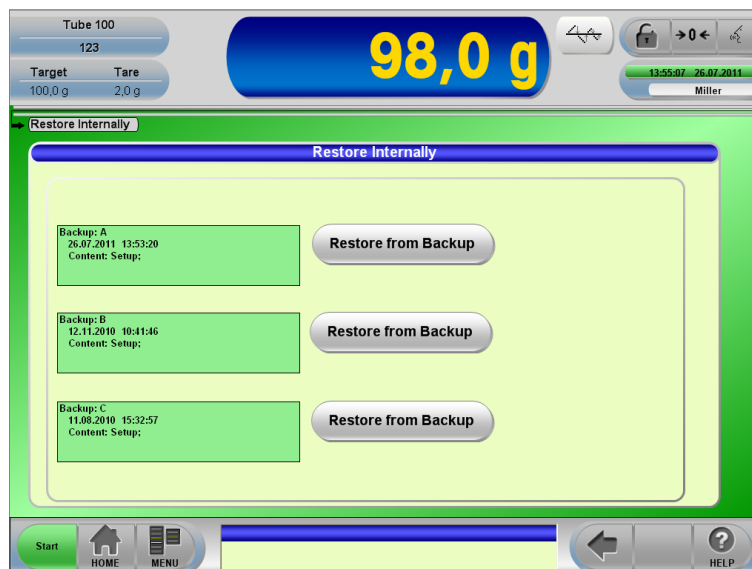 Tube 100
123
Target Tare
100,0 g 2,0 g
98,0 g
→0←
13:55:07 26.07.2011
Miller
Restore Internally
Restore Internally
Backup: A
26.07.2011 13:53:20
Content: Setup;
Restore from Backup
Backup: B
12.11.2010 10:41:46
Content: Setup;
Restore from Backup
Backup: C
11.08.2010 15:32:57
Content: Setup;
Restore from Backup
Start
HOME
MENU
?
HELP